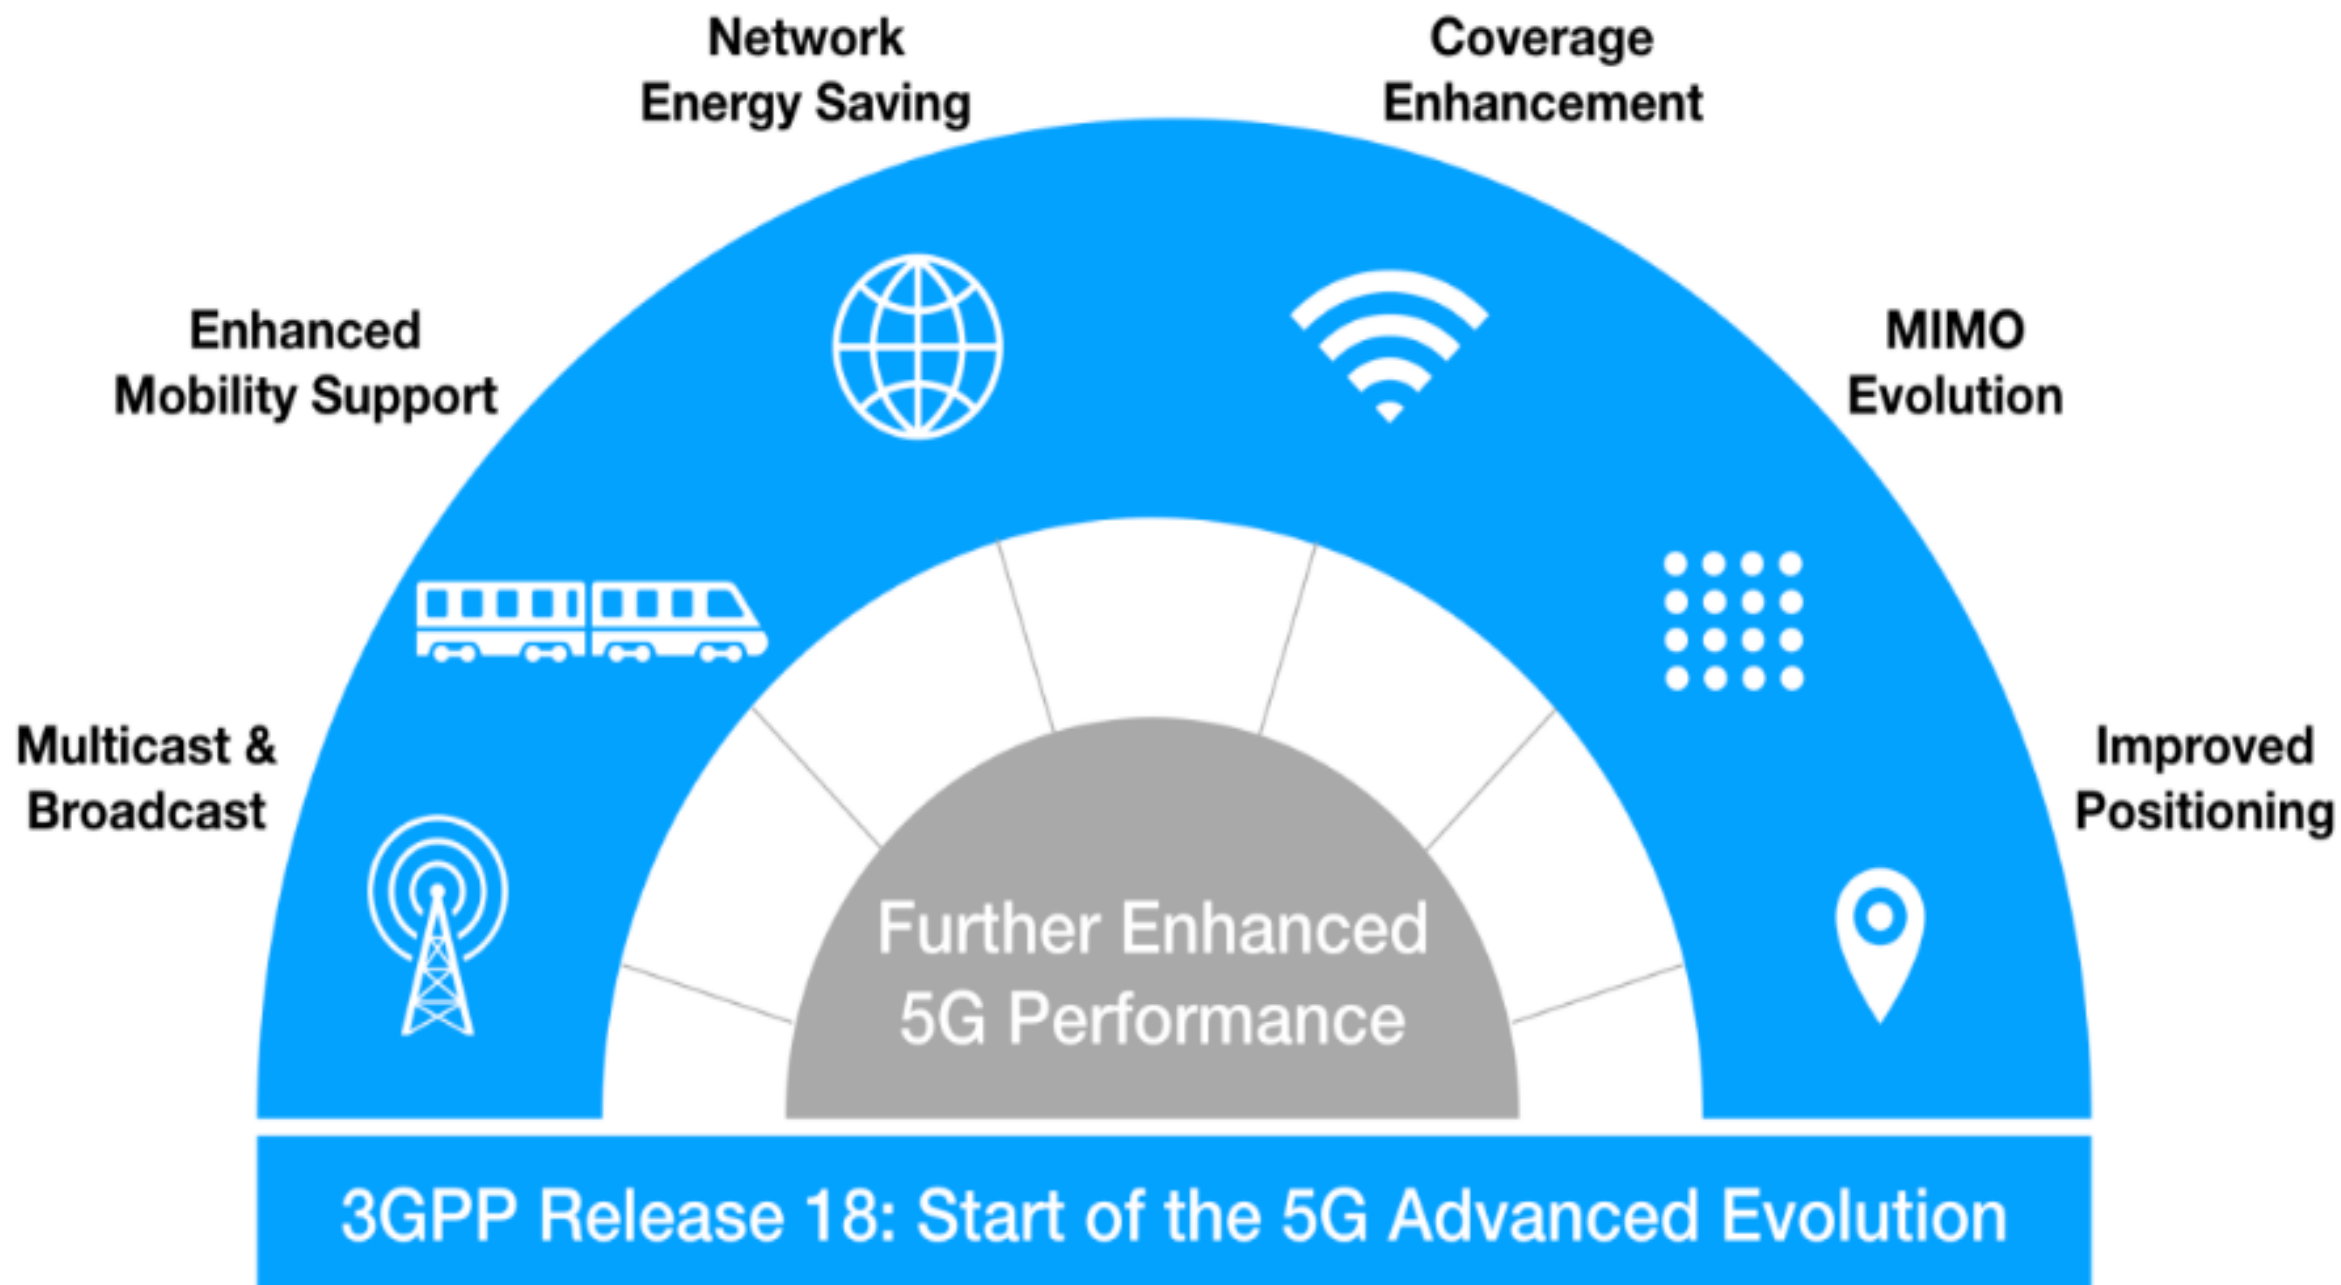 Network
Energy Saving
Coverage
Enhancement
Enhanced
Mobility Support
MIMO
Evolution
Multicast &
Broadcast
Improved
Positioning
Further Enhanced
5G Performance
3GPP Release 18: Start of the 5G Advanced Evolution